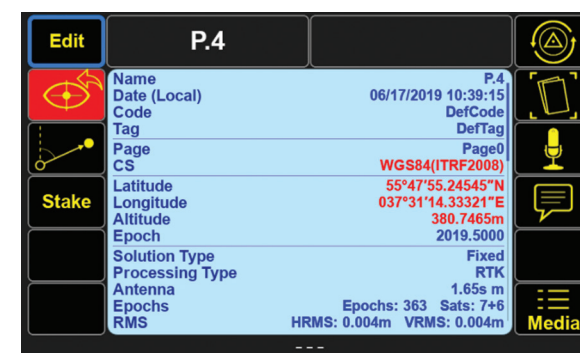 Edit
P.4
Name P.4
Date (Local) 06/17/2019 10:39:15
Code DefCode
Tag DefTag
Page Page0
CS WGS84(ITRF2008)
Stake
Latitude 55°47'55.24545"N
Longitude 037°31'14.33321"E
Altitude 380.7465m
Epoch 2019.5000
Solution Type Fixed
Processing Type RTK
Antenna 1.65s m
Epochs Epochs: 363 Sats: 7+6
RMS HRMS: 0.004m VRMS: 0.004m
Media
---